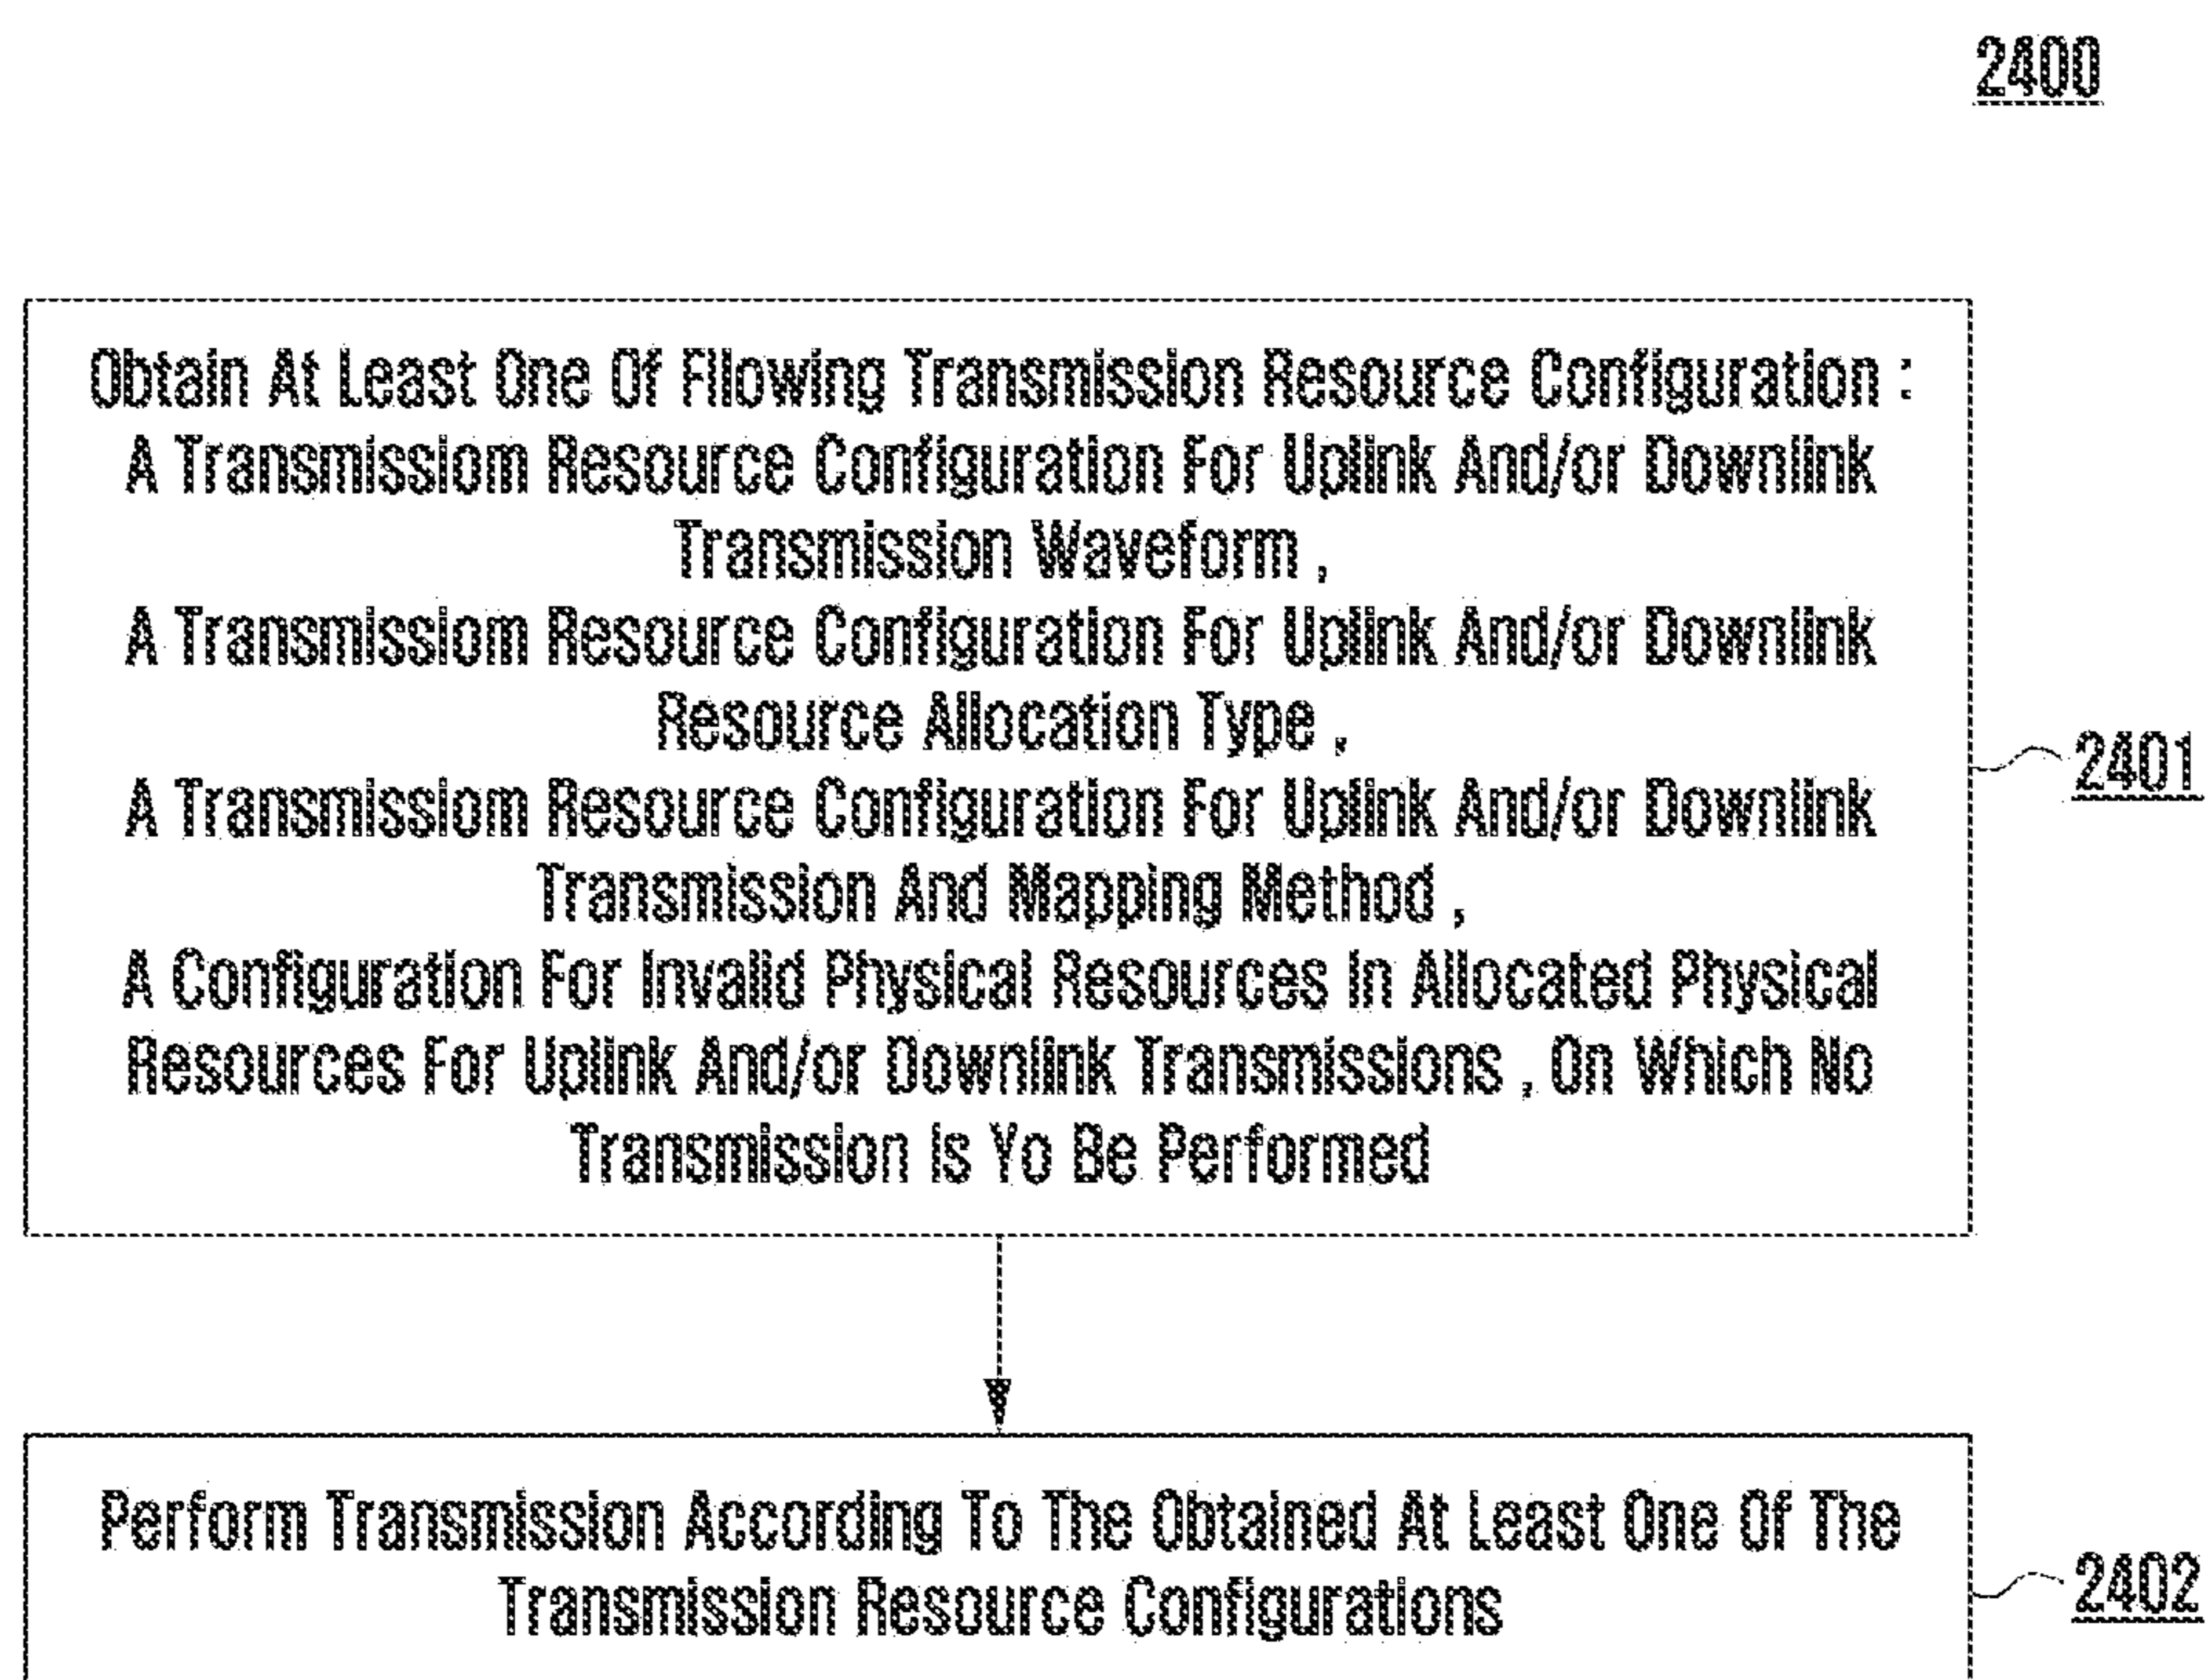 2400
Obtain At Least One Of Fllowing Transmission Resource Configuration :
A Transmissiom Resource Configuration For Uplink And/or Downlink
Transmission Waveform ,
A Transmissiom Resource Configuration For Uplink And/or Downlink
Resource Allocation Type ,
A Transmissiom Resource Configuration For Uplink And/or Downlink
Transmission And Mapping Method ,
A Configuration For Invalid Physical Resources In Allocated Physical
Resources For Uplink And/or Downlink Transmissions , On Which No
Transmission Is Yo Be Performed
2401
Perform Transmission According To The Obtained At Least One Of The
Transmission Resource Configurations
2402